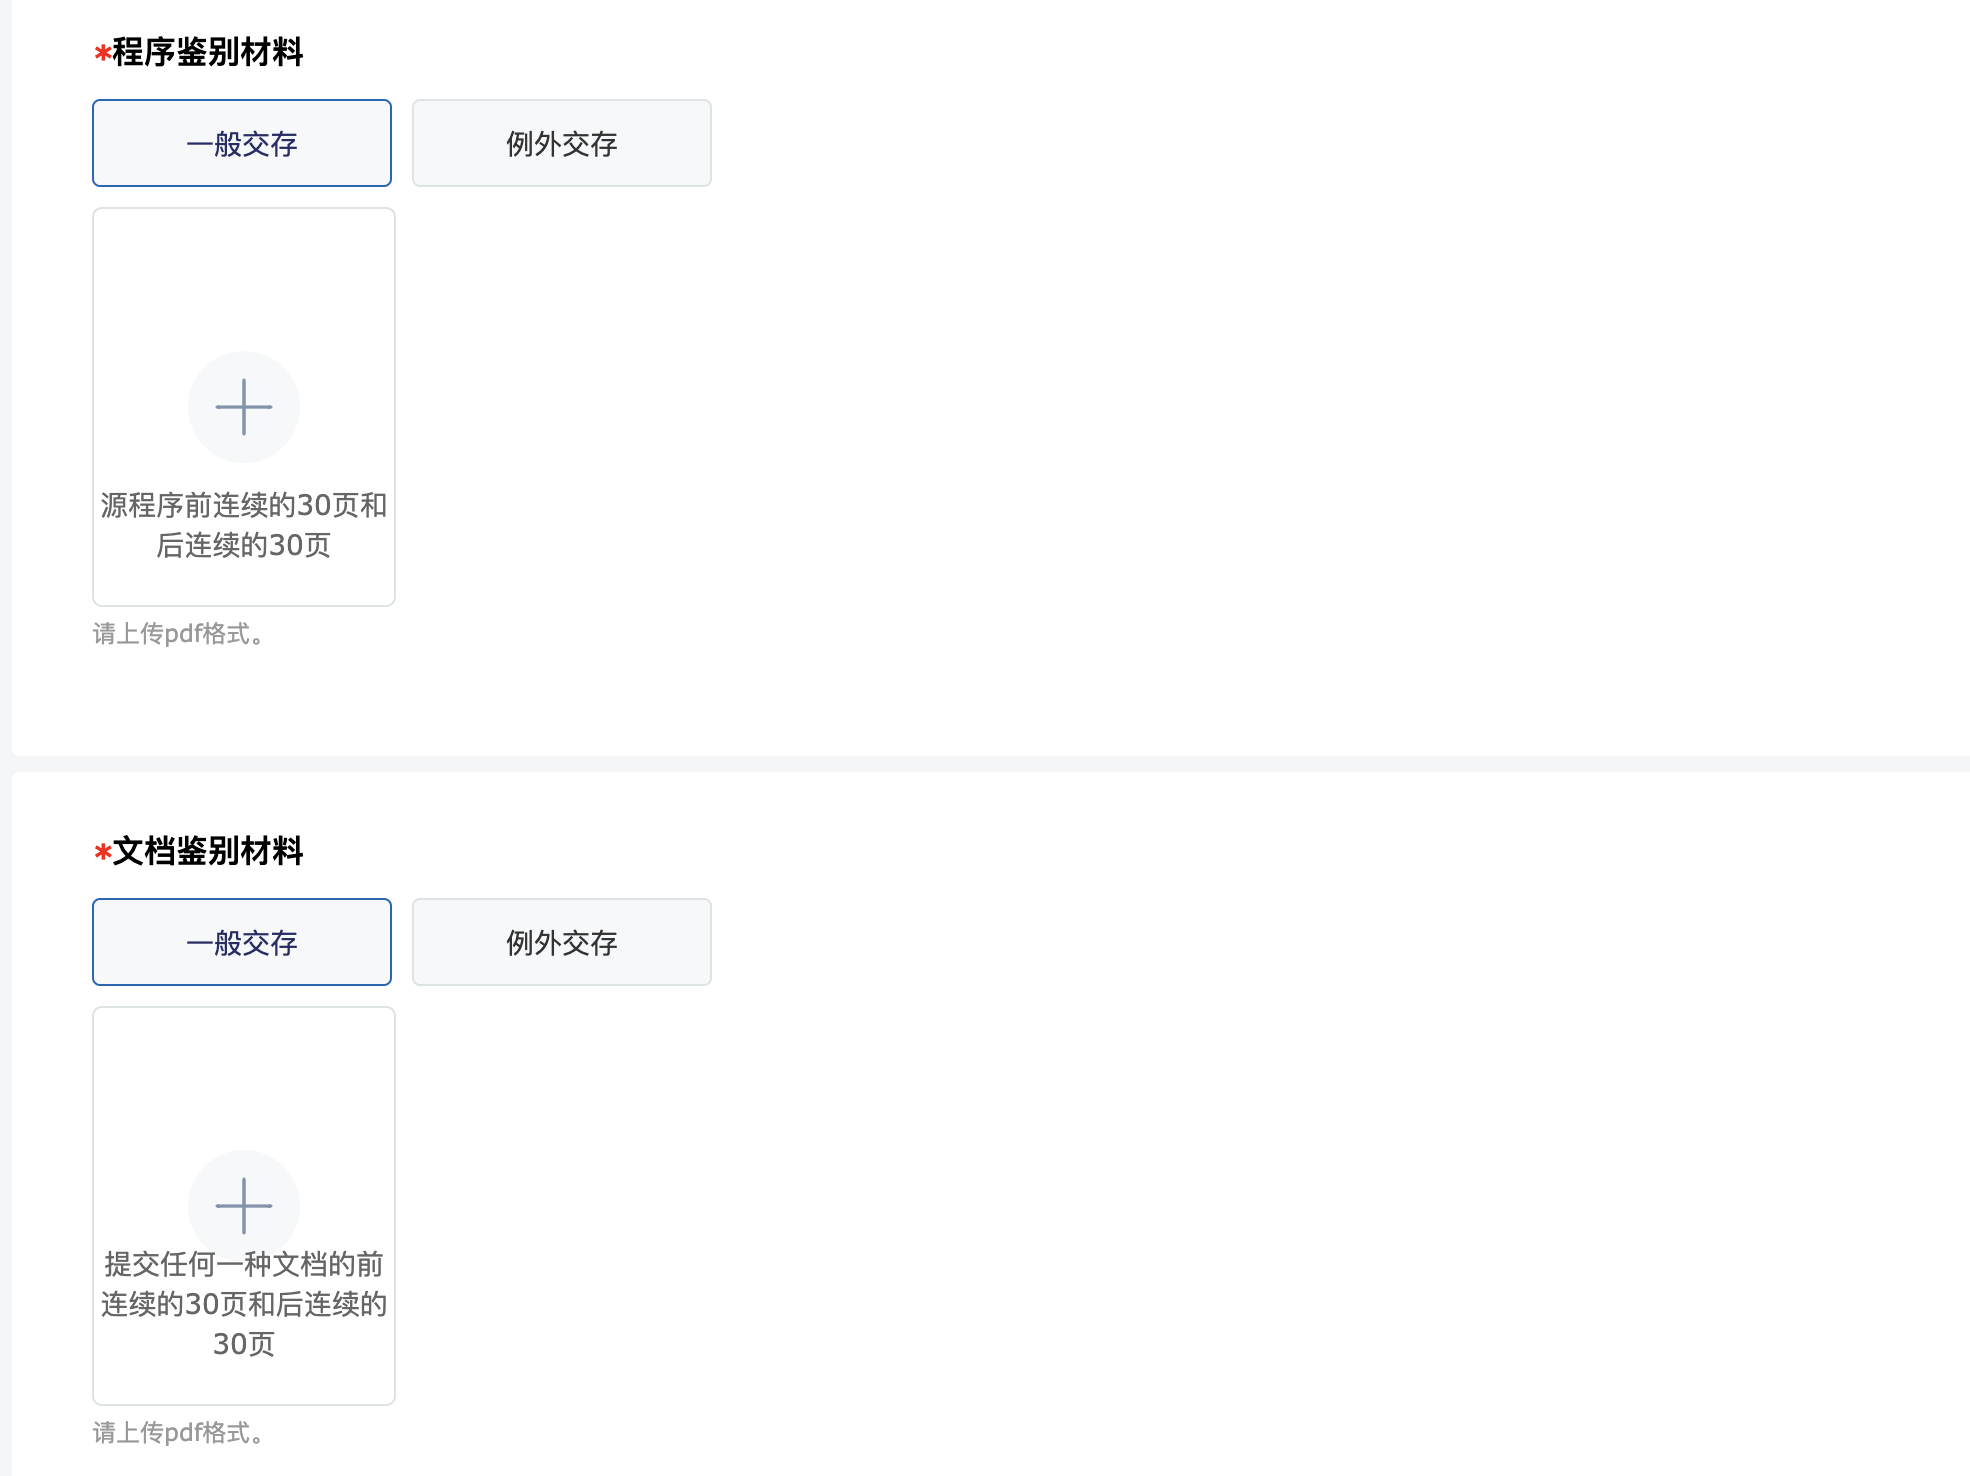 *程序鉴别材料
一般交存
例外交存
源程序前连续的30页和
后连续的30页
请上传pdf格式。
*文档鉴别材料
一般交存
例外交存
提交任何一种文档的前
连续的30页和后连续的
30页
请上传pdf格式。